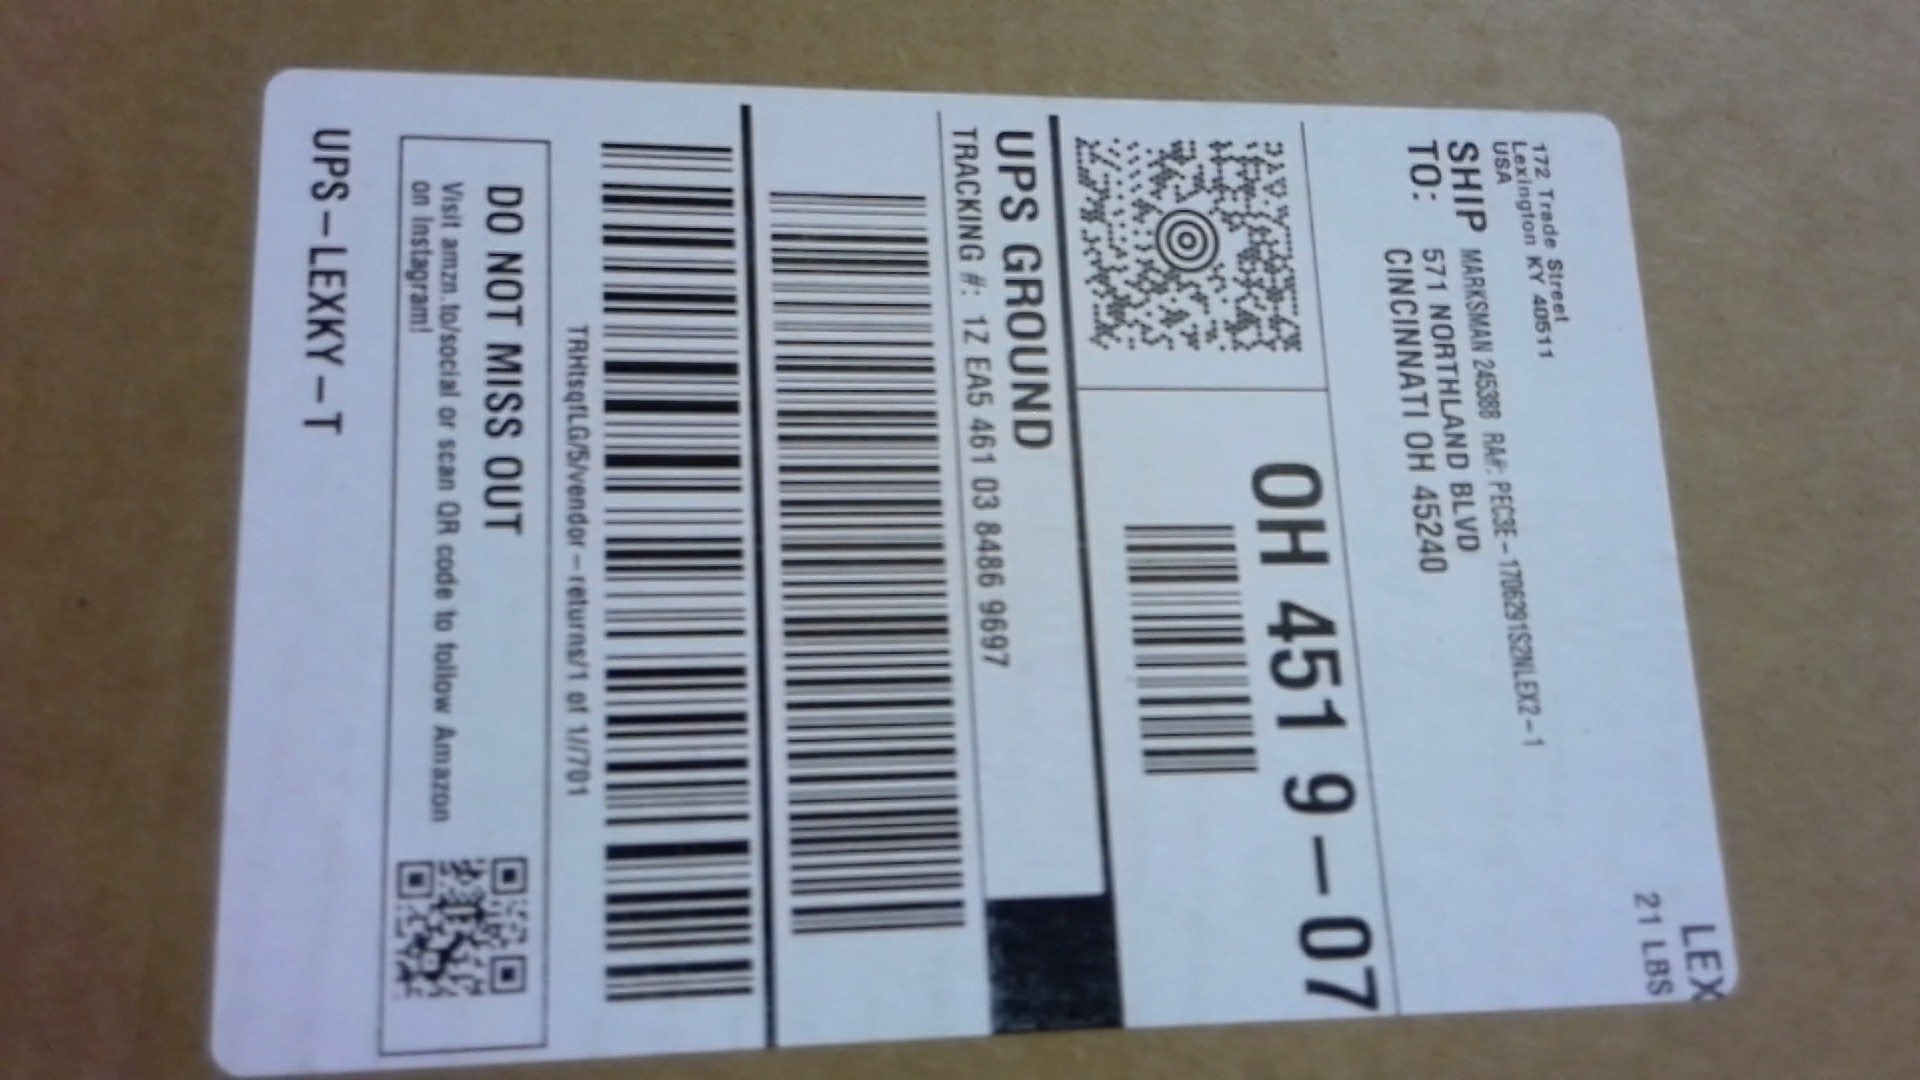 LEX
21 LBS
172 Trade Street
Lexington KY 40511
USA
SHIP
TO:
MARKSMAN 245388 RA#: PEC3E-1706291S2NLEX2-1
571 NORTHLAND BLVD
CINCINNATI OH 45240
OH 451 9-07
UPS GROUND
TRACKING #: 1Z EA5 461 03 8486 9697
TRHtsqfLG/5/vendor-returns/1 of 1//701
DO NOT MISS OUT
Visit amzn.to/social or scan QR code to follow Amazon
on Instagram!
UPS-LEXKY-T